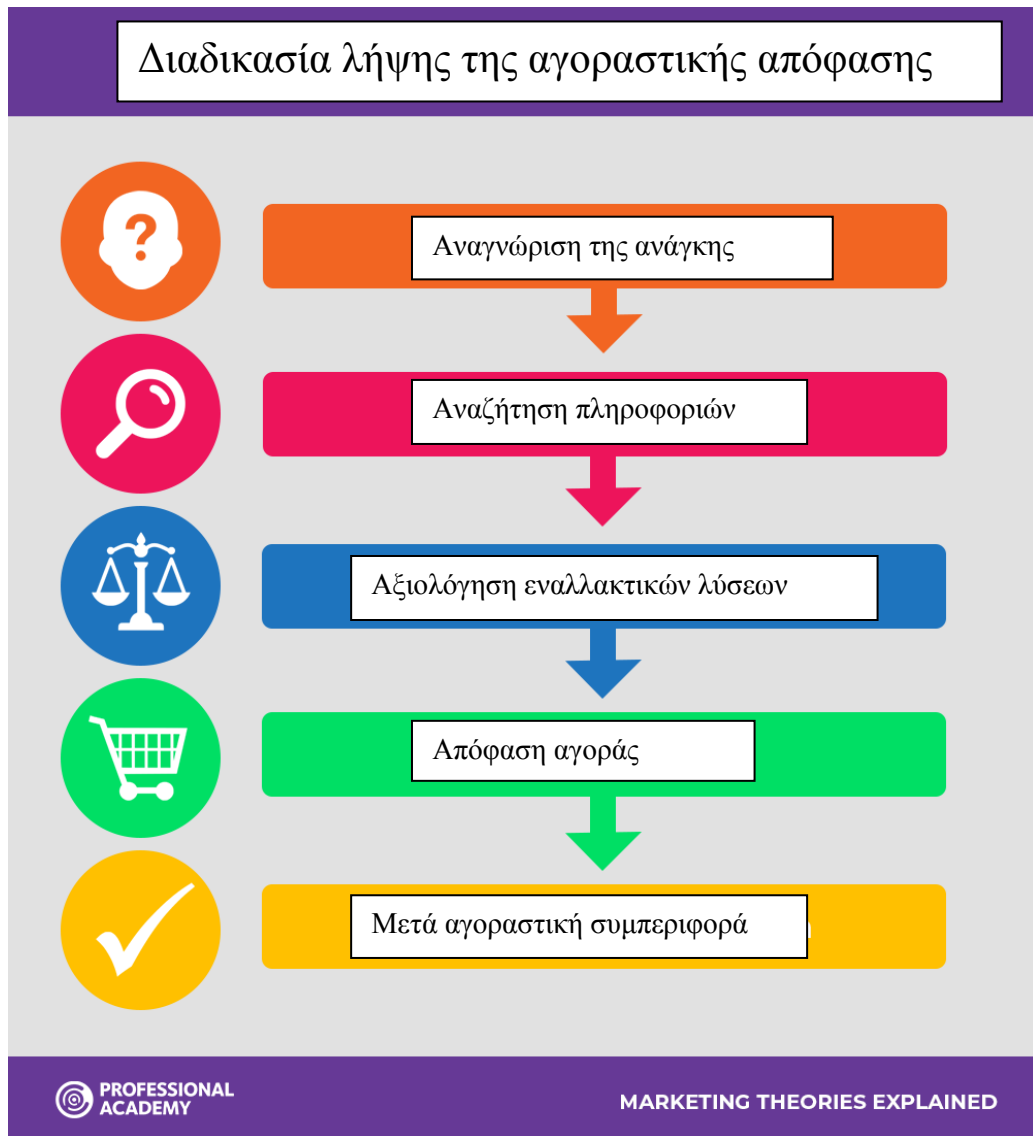 Διαδικασία λήψης της αγοραστικής απόφασης
?
Αναγνώριση της ανάγκης
Αναζήτηση πληροφοριών
Αξιολόγηση εναλλακτικών λύσεων
Απόφαση αγοράς
Μετά αγοραστική συμπεριφορά
PROFESSIONAL
ACADEMY
MARKETING THEORIES EXPLAINED